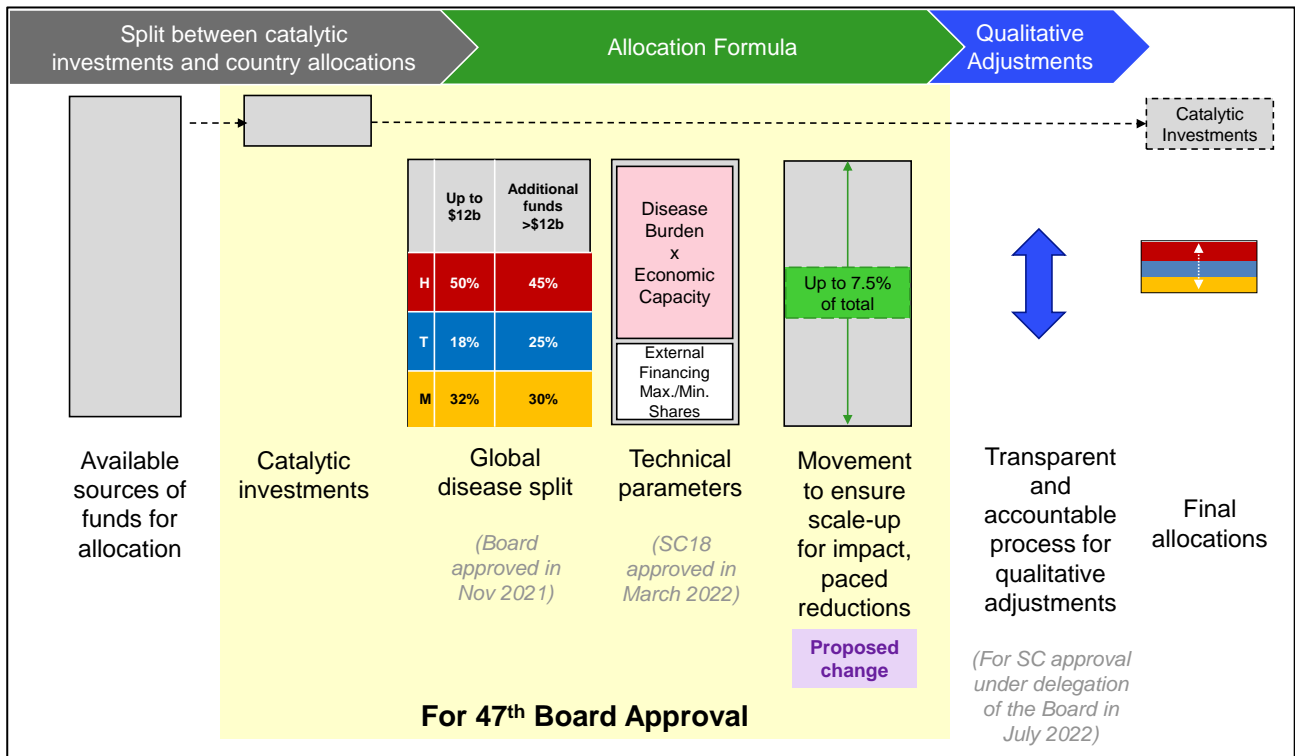 Split between catalytic
investments and country allocations
Allocation Formula
Qualitative
Adjustments
Catalytic
Investments
Up to
$12b
Additional
funds
>$12b
H 50% 45%
T 18% 25%
M 32% 30%
Disease
Burden
x
Economic
Capacity
External
Financing
Max./Min.
Shares
Up to 7.5%
of total
Available
sources of
funds for
allocation
Catalytic
investments
Global
disease split
(Board
approved in
Nov 2021)
Technical
parameters
(SC18
approved in
March 2022)
Movement
to ensure
scale-up
for impact,
paced
reductions
Proposed
change
Transparent
and
accountable
process for
qualitative
adjustments
(For SC approval
under delegation
of the Board in
July 2022)
Final
allocations
For 47th Board Approval